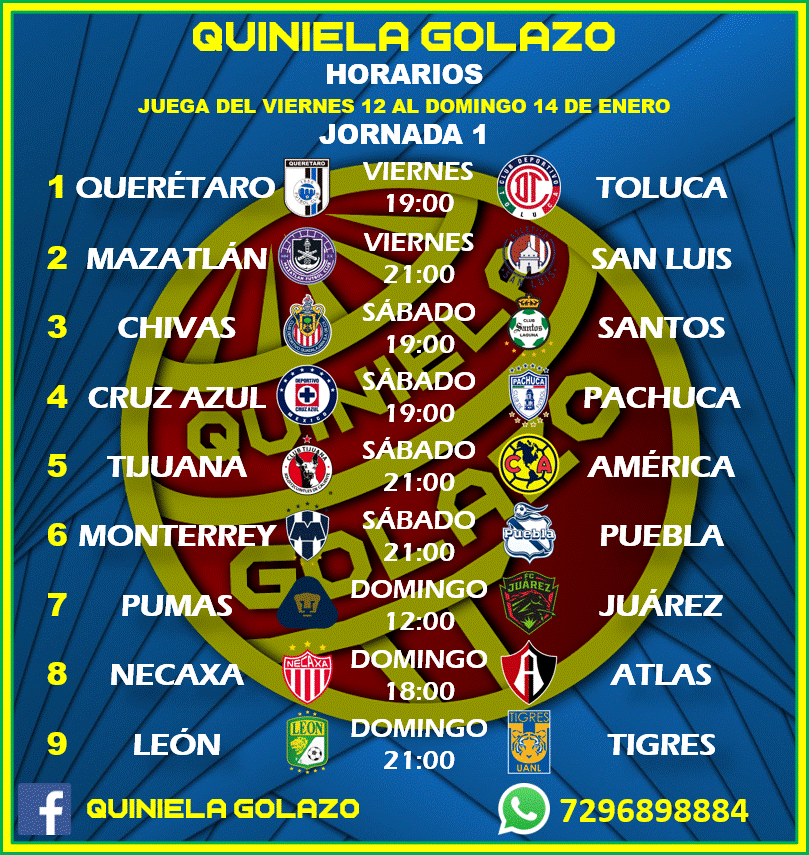 QUINIELA GOLAZO
HORARIOS
JUEGA DEL VIERNES 12 AL DOMINGO 14 DE ENERO
JORNADA 1
1 QUERÉTARO VIERNES 19:00 TOLUCA
2 MAZATLÁN VIERNES 21:00 SAN LUIS
3 CHIVAS SÁBADO 19:00 SANTOS
4 CRUZ AZUL SÁBADO 19:00 PACHUCA
5 TIJUANA SÁBADO 21:00 AMÉRICA
6 MONTERREY SÁBADO 21:00 PUEBLA
7 PUMAS DOMINGO 12:00 JUÁREZ
8 NECAXA DOMINGO 18:00 ATLAS
9 LEÓN DOMINGO 21:00 TIGRES
QUINIELA GOLAZO 7296898884
QUINIELA
GOLAZO